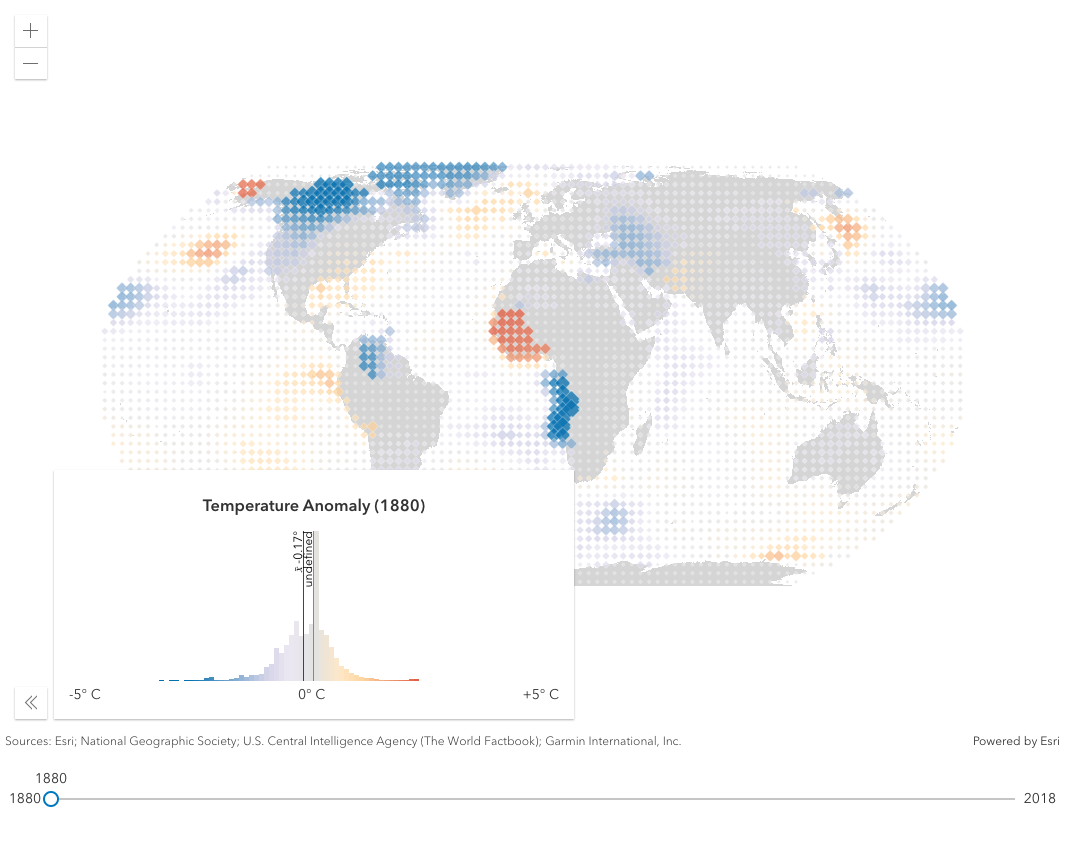 Temperature Anomaly (1880)
x̄ -0.17°
undefined
-5° C
0° C
+5° C
Sources: Esri; National Geographic Society; U.S. Central Intelligence Agency (The World Factbook); Garmin International, Inc.
Powered by Esri
1880
1880
2018